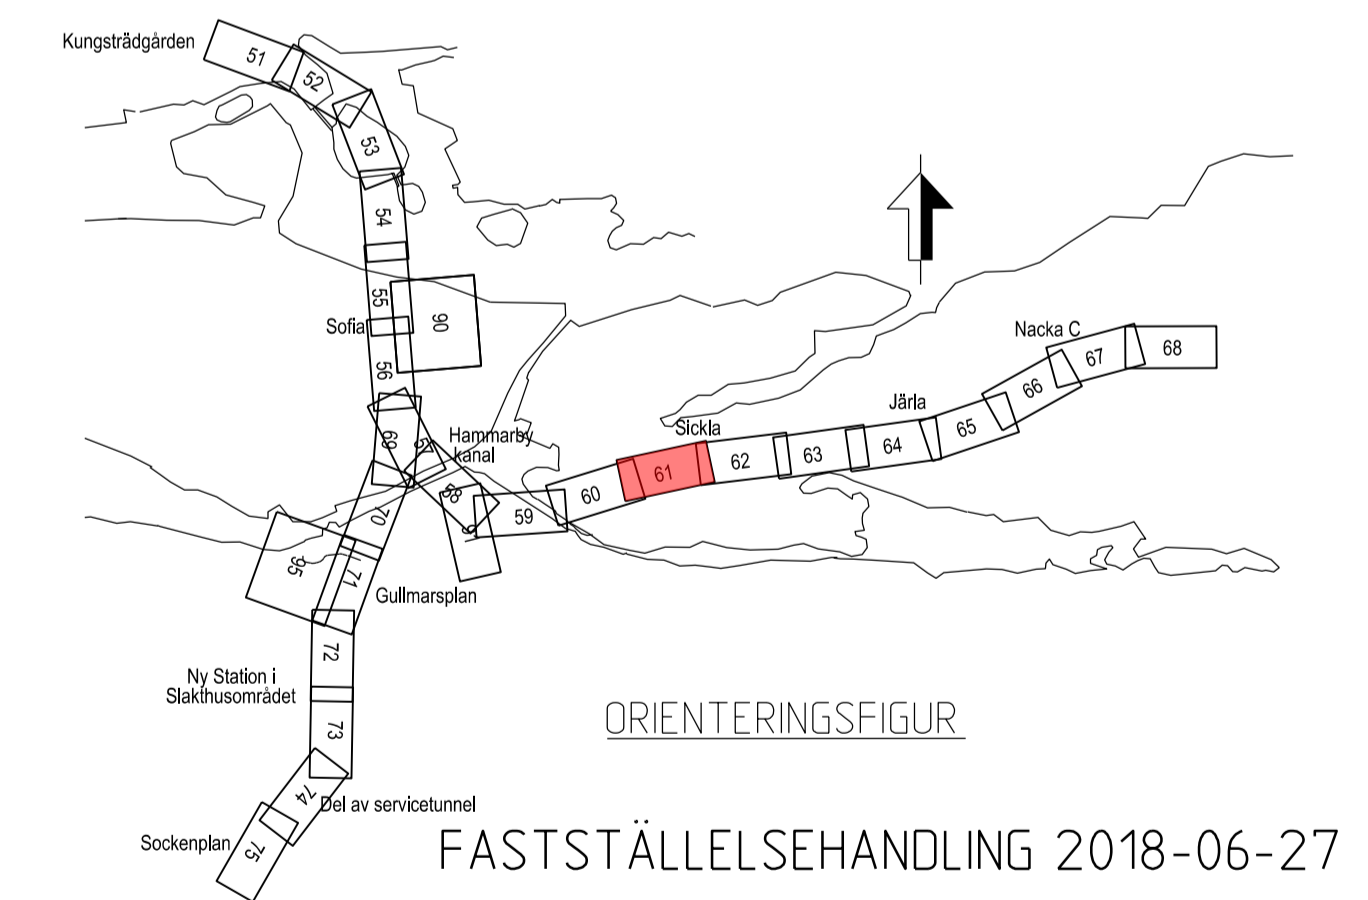 Kungsträdgården
51
52
53
54
55
90
Sofia
56
Nacka C
68
67
66
Järla
65
Sickla
64
63
62
61
60
59
Hammarby
kanal
69
57
58
70
95
71
Gullmarsplan
72
Ny Station i
Slakthusområdet
73
ORIENTERINGSFIGUR
74
Del av servicetunnel
Sockenplan
75
FASTSTÄLLELSEHANDLING 2018-06-27